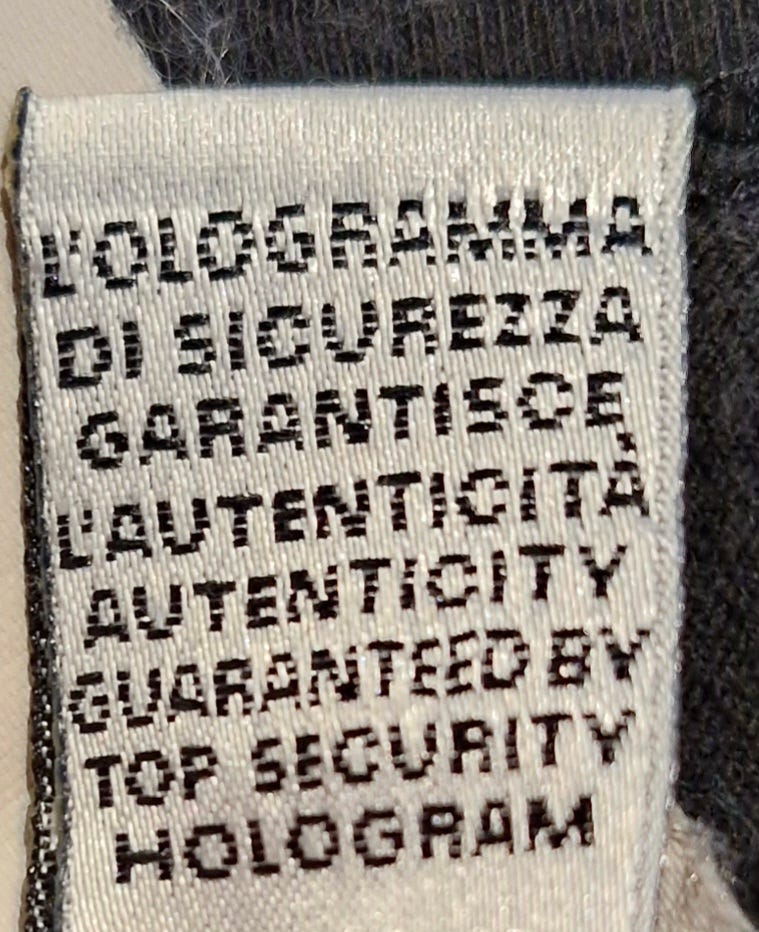 L'OLOGRAMMA
DI SICUREZZA
GARANTISCE
L'AUTENTICITÀ
AUTENTICITY
GUARANTEED BY
TOP SECURITY
HOLOGRAM